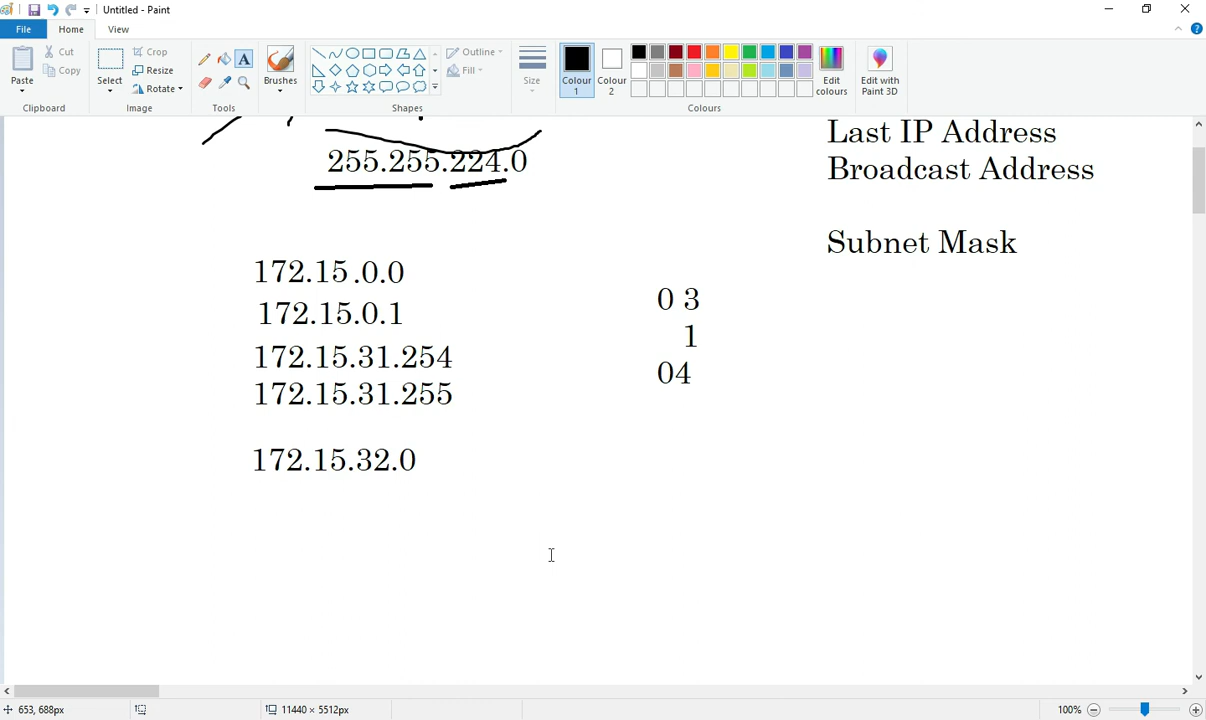 Untitled - Paint
File Home View
Paste
Cut
Copy
Clipboard
Select
Crop
Resize
Rotate
Image
A
Tools
Brushes
Outline
Fill
Shapes
Size
Colour 1
Colour 2
Edit colours
Colours
Edit with Paint 3D
Last IP Address
255.255.224.0
Broadcast Address
Subnet Mask
172.15.0.0
0 3
172.15.0.1
1
172.15.31.254
04
172.15.31.255
172.15.32.0
653, 688px
11440 × 5512px
100%